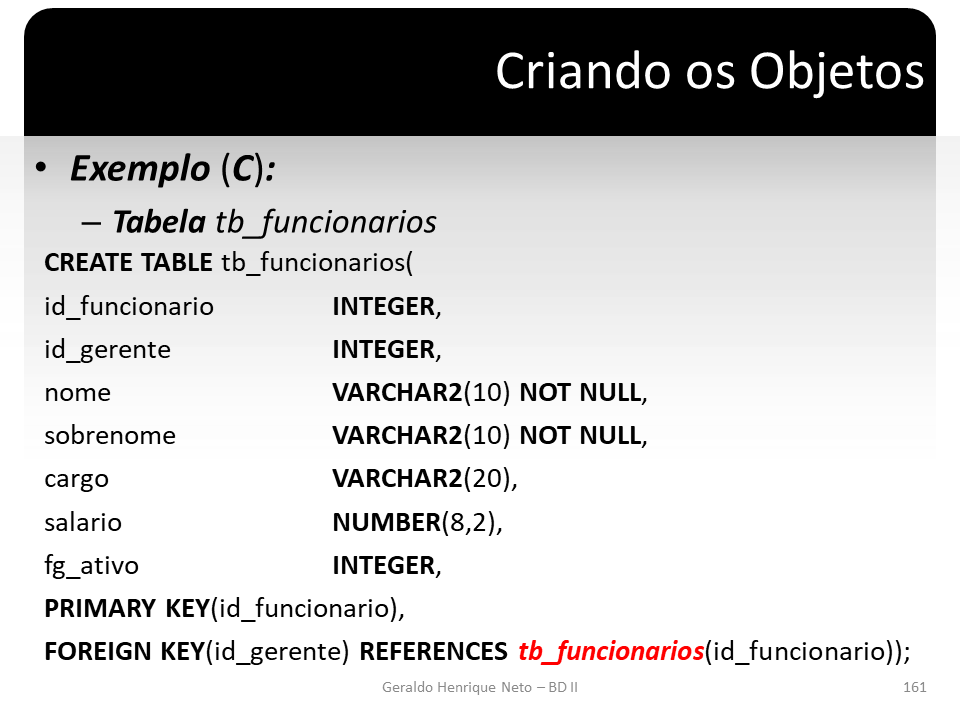 Criando os Objetos
• Exemplo (C):
– Tabela tb_funcionarios
CREATE TABLE tb_funcionarios(
id_funcionario INTEGER,
id_gerente INTEGER,
nome VARCHAR2(10) NOT NULL,
sobrenome VARCHAR2(10) NOT NULL,
cargo VARCHAR2(20),
salario NUMBER(8,2),
fg_ativo INTEGER,
PRIMARY KEY(id_funcionario),
FOREIGN KEY(id_gerente) REFERENCES tb_funcionarios(id_funcionario));
Geraldo Henrique Neto – BD II 161